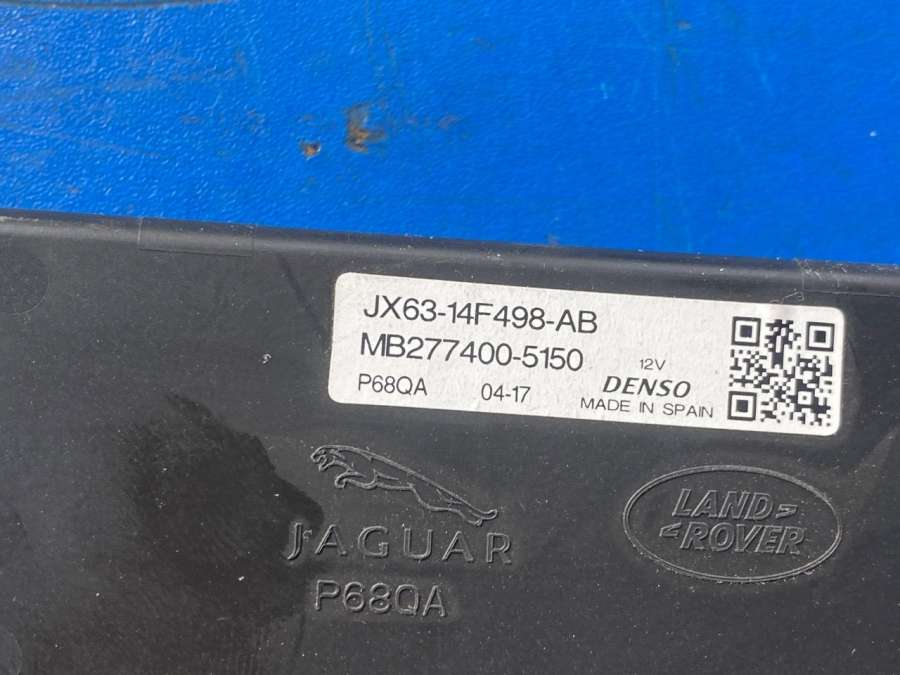 JX63-14F498-AB
MB277400-5150
P68QA 04-17
12V
DENSO
MADE IN SPAIN
JAGUAR
P68QA
LAND
ROVER